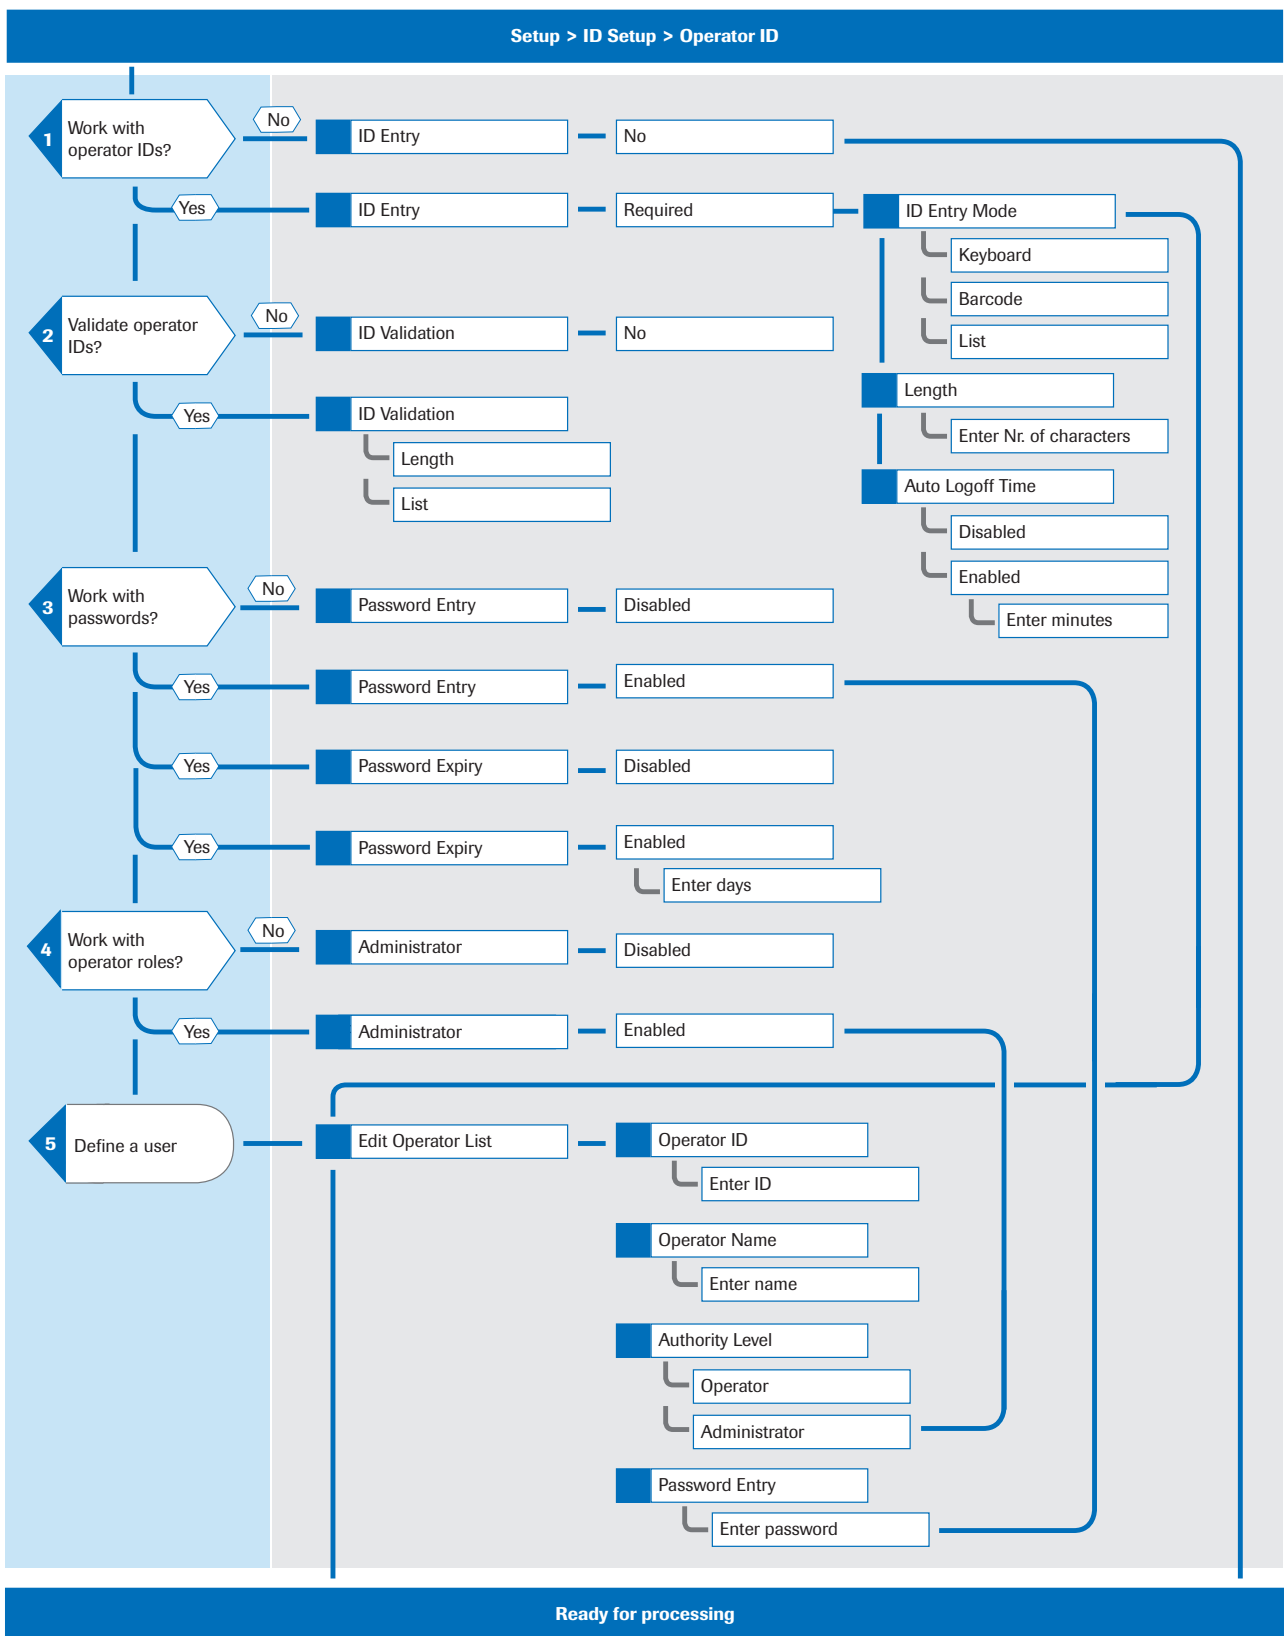 Setup > ID Setup > Operator ID
1
Work with
operator IDs?
No
ID Entry
No
Yes
ID Entry
Required
ID Entry Mode
Keyboard
Barcode
List
2
Validate operator
IDs?
No
ID Validation
No
Yes
ID Validation
Length
List
Length
Enter Nr. of characters
Auto Logoff Time
Disabled
Enabled
Enter minutes
3
Work with
passwords?
No
Password Entry
Disabled
Yes
Password Entry
Enabled
Yes
Password Expiry
Disabled
Yes
Password Expiry
Enabled
Enter days
4
Work with
operator roles?
No
Administrator
Disabled
Yes
Administrator
Enabled
5
Define a user
Edit Operator List
Operator ID
Enter ID
Operator Name
Enter name
Authority Level
Operator
Administrator
Password Entry
Enter password
Ready for processing